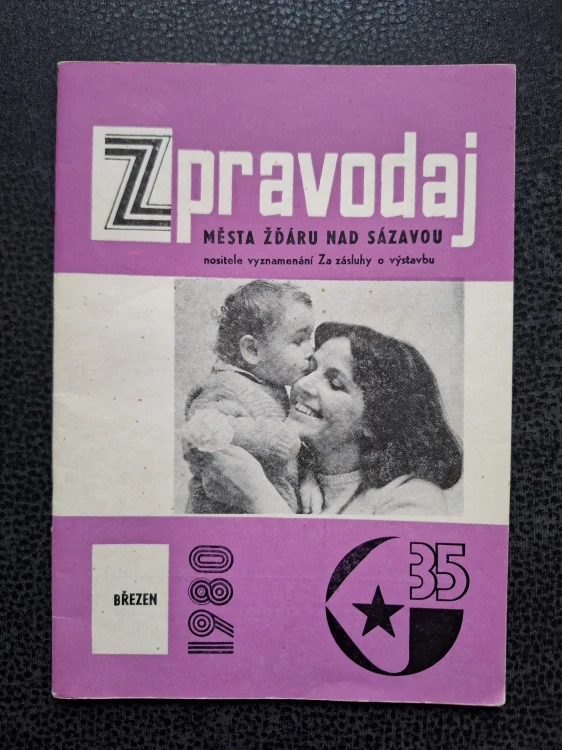 Zpravodaj
MĚSTA ŽĎÁRU NAD SÁZAVOU
nositele vyznamenání Za zásluhy o výstavbu
BŘEZEN
1980
35